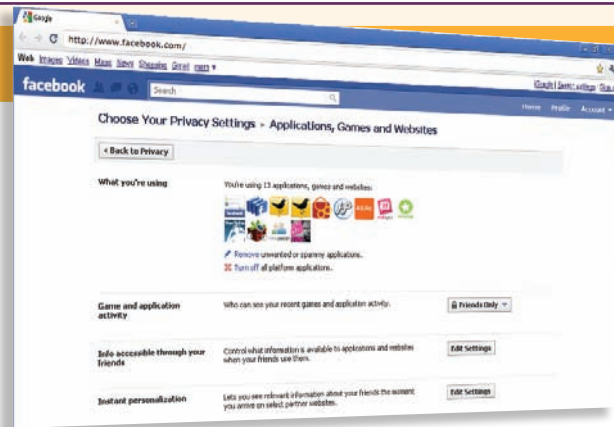 Google
http://www.facebook.com/
Web Images Videos Maps News Shopping Gmail more ▼
iGoogle | Search settings |
facebook
Search
Home Profile Account ▼
Choose Your Privacy Settings ▸ Applications, Games and Websites
◂ Back to Privacy
What you're using
You're using 13 applications, games and websites:
Remove unwanted or spammy applications.
Turn off all platform applications.
Game and application activity
Who can see your recent games and application activity.
Friends Only ▼
Info accessible through your friends
Control what information is available to applications and websites
when your friends use them.
Edit Settings
Instant personalization
Lets you see relevant information about your friends the moment
you arrive on select partner websites.
Edit Settings